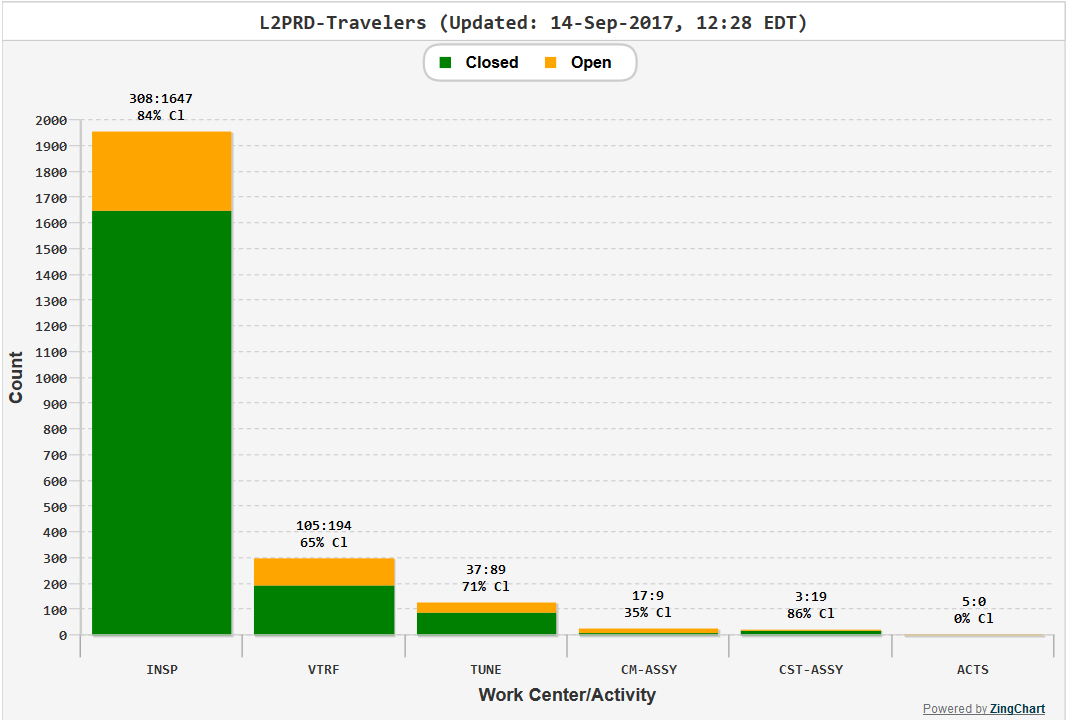 L2PRD-Travelers (Updated: 14-Sep-2017, 12:28 EDT)
Closed Open
308:1647
84% Cl
2000
1900
1800
1700
1600
1500
1400
1300
1200
1100
1000
900
800
700
600
500
400
300
200
100
0
Count
105:194
65% Cl
37:89
71% Cl
17:9
35% Cl
3:19
86% Cl
5:0
0% Cl
INSP VTRF TUNE CM-ASSY CST-ASSY ACTS
Work Center/Activity
Powered by ZingChart